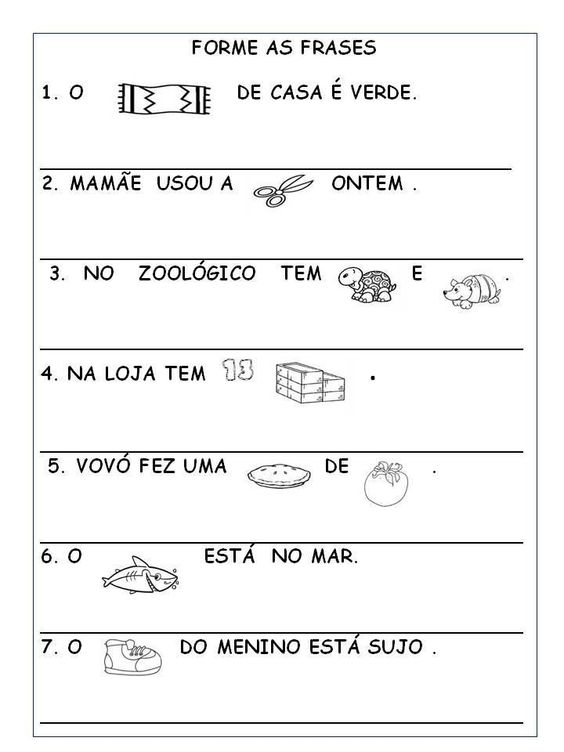 FORME AS FRASES
1. O DE CASA É VERDE.
2. MAMÃE USOU A ONTEM .
3. NO ZOOLÓGICO TEM E .
4. NA LOJA TEM 13 .
5. VOVÓ FEZ UMA DE .
6. O ESTÁ NO MAR.
7. O DO MENINO ESTÁ SUJO .